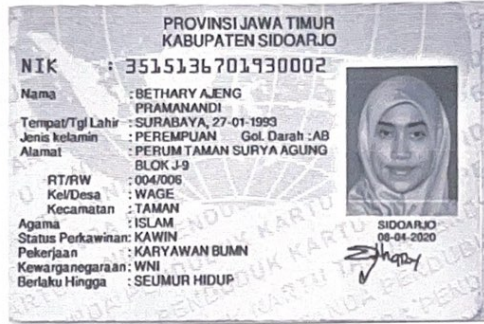 PROVINSI JAWA TIMUR
KABUPATEN SIDOARJO
NIK : 3515136701930002
Nama : BETHARY AJENG
PRAMANANDI
Tempat/Tgl Lahir : SURABAYA, 27-01-1993
Jenis kelamin : PEREMPUAN Gol. Darah : AB
Alamat : PERUM TAMAN SURYA AGUNG
BLOK J-9
RT/RW : 004/006
Kel/Desa : WAGE
Kecamatan : TAMAN
Agama : ISLAM
Status Perkawinan: KAWIN
Pekerjaan : KARYAWAN BUMN
Kewarganegaraan: WNI
Berlaku Hingga : SEUMUR HIDUP
SIDOARJO
08-04-2020